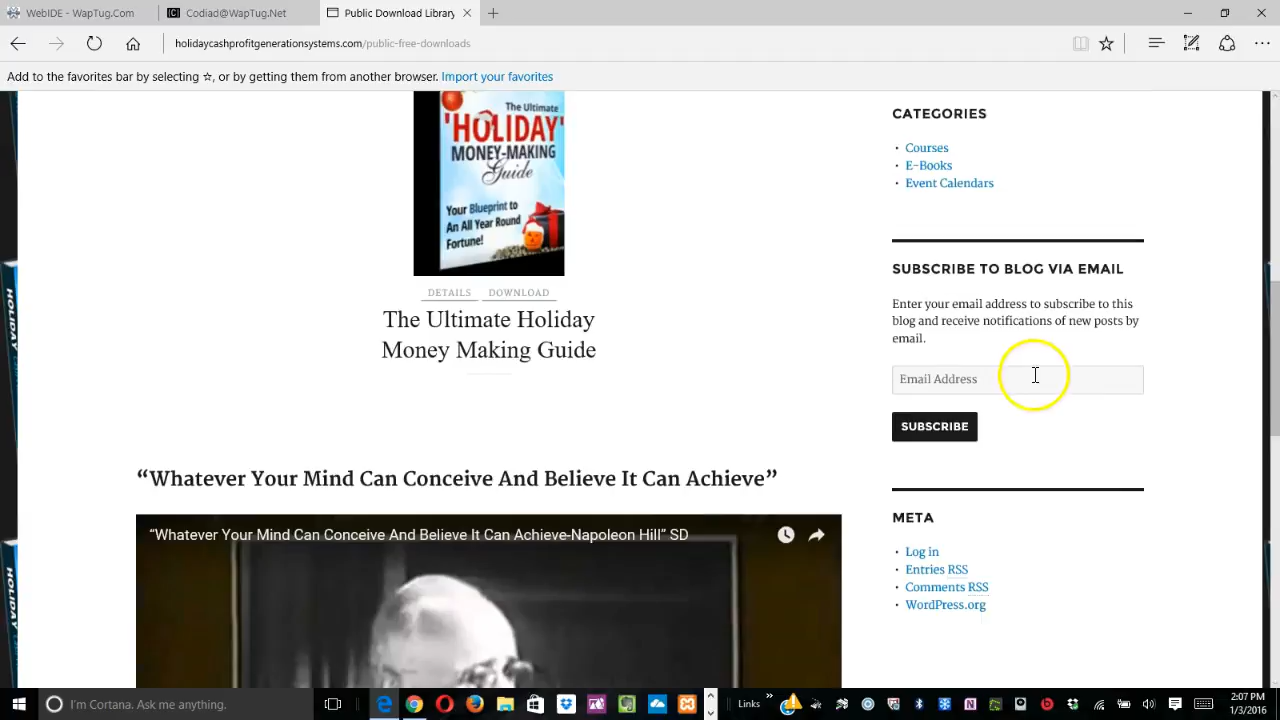 WebIDE - WapEDIT@WapTug.com
Codiad@WapTug.com
holidaycashprofitgenerationsystems.com/public-free-downloads
Add to the favorites bar by selecting ☆, or by getting them from another browser. Import your favorites
The Ultimate
'HOLIDAY'
MONEY-MAKING
Guide
Your Blueprint to
An All Year Round
Fortune!
DETAILS DOWNLOAD
The Ultimate Holiday
Money Making Guide
“Whatever Your Mind Can Conceive And Believe It Can Achieve”
“Whatever Your Mind Can Conceive And Believe It Can Achieve-Napoleon Hill” SD
CATEGORIES
Courses
E-Books
Event Calendars
SUBSCRIBE TO BLOG VIA EMAIL
Enter your email address to subscribe to this
blog and receive notifications of new posts by
email.
Email Address
SUBSCRIBE
META
Log in
Entries RSS
Comments RSS
WordPress.org
I'm Cortana. Ask me anything.
Links
2:07 PM
1/3/2016